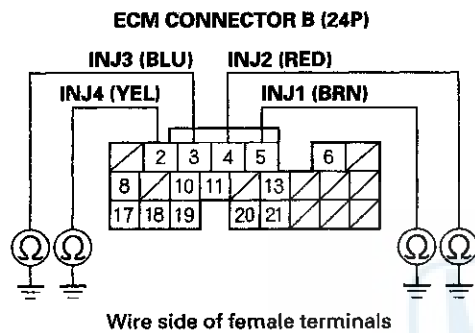 ECM CONNECTOR B (24P)
INJ3 (BLU) INJ2 (RED)
INJ4 (YEL) INJ1 (BRN)
2 3 4 5 6
8 10 11 13
17 18 19 20 21
Ω Ω Ω Ω
Wire side of female terminals